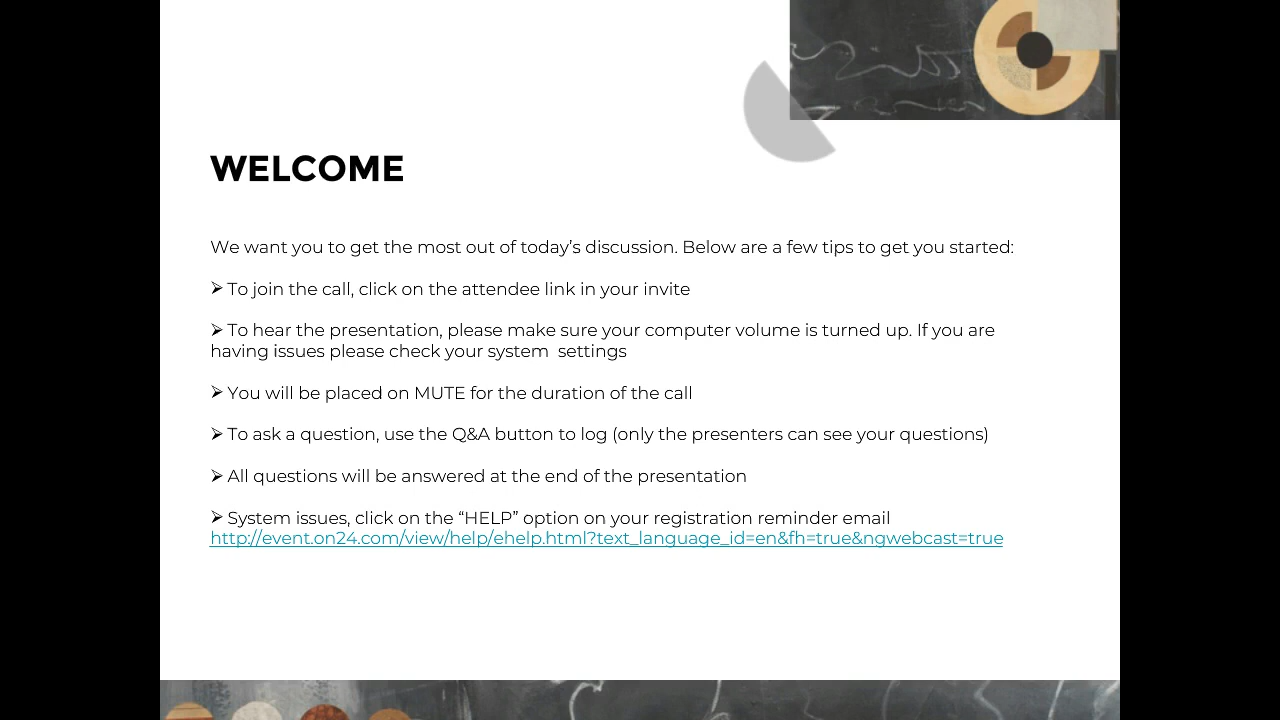 WELCOME
We want you to get the most out of today’s discussion. Below are a few tips to get you started:
➢ To join the call, click on the attendee link in your invite
➢ To hear the presentation, please make sure your computer volume is turned up. If you are
having issues please check your system  settings
➢ You will be placed on MUTE for the duration of the call
➢ To ask a question, use the Q&A button to log (only the presenters can see your questions)
➢ All questions will be answered at the end of the presentation
➢ System issues, click on the “HELP” option on your registration reminder email
http://event.on24.com/view/help/ehelp.html?text_language_id=en&fh=true&ngwebcast=true